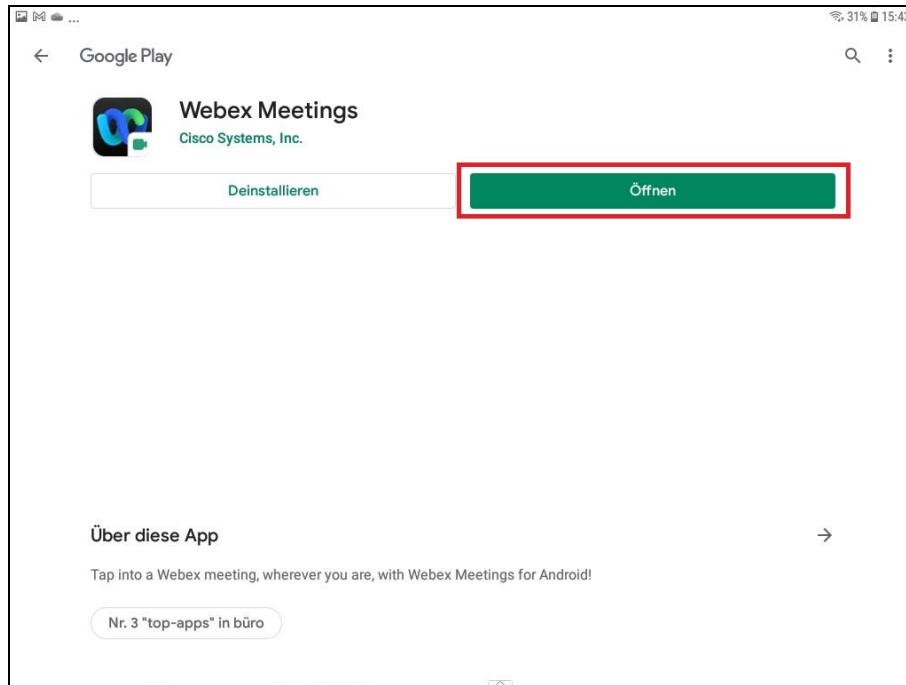 ... 31% 15:43
Google Play
Webex Meetings
Cisco Systems, Inc.
Deinstallieren Öffnen
Über diese App
Tap into a Webex meeting, wherever you are, with Webex Meetings for Android!
Nr. 3 "top-apps" in büro